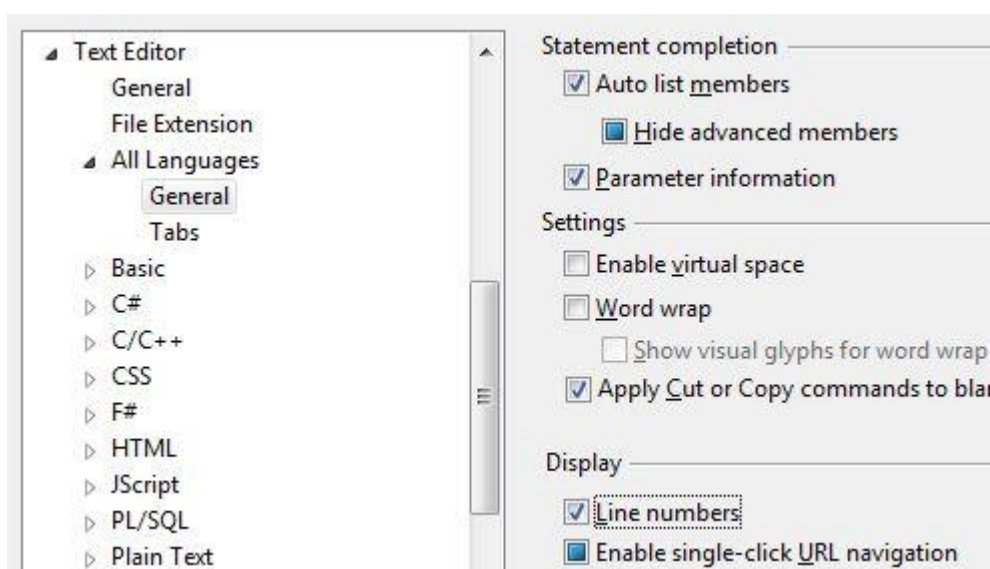 Text Editor
General
File Extension
All Languages
General
Tabs
Basic
C#
C/C++
CSS
F#
HTML
JScript
PL/SQL
Plain Text
Statement completion
Auto list members
Hide advanced members
Parameter information
Settings
Enable virtual space
Word wrap
Show visual glyphs for word wrap
Apply Cut or Copy commands to
Display
Line numbers
Enable single-click URL navigation